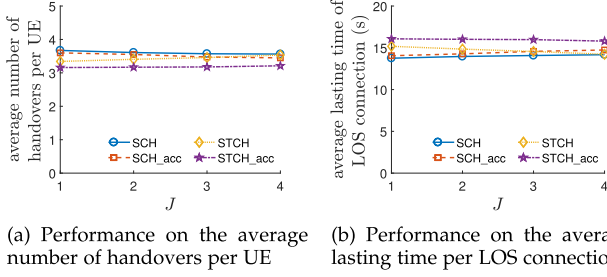 average number of
handovers per UE
5
4
3
2
1
0
SCH
SCH_acc
STCH
STCH_acc
1 2 3 4
J
(a) Performance on the average
number of handovers per UE
average lasting time of
LOS connection (s)
20
15
10
5
0
SCH
SCH_acc
STCH
STCH_acc
1 2 3 4
J
(b) Performance on the avera
lasting time per LOS connectio